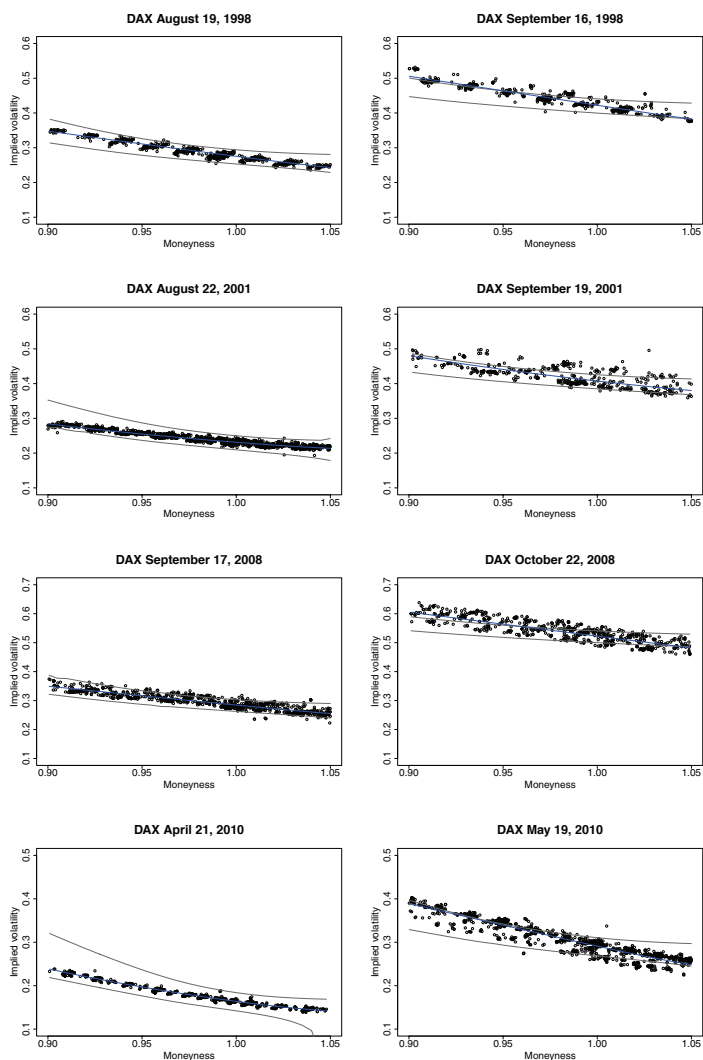 DAX August 19, 1998
Implied volatility
0.1 0.2 0.3 0.4 0.5 0.6
0.90 0.95 1.00 1.05
Moneyness
DAX September 16, 1998
Implied volatility
0.1 0.2 0.3 0.4 0.5 0.6
0.90 0.95 1.00 1.05
Moneyness
DAX August 22, 2001
Implied volatility
0.1 0.2 0.3 0.4 0.5 0.6
0.90 0.95 1.00 1.05
Moneyness
DAX September 19, 2001
Implied volatility
0.1 0.2 0.3 0.4 0.5 0.6
0.90 0.95 1.00 1.05
Moneyness
DAX September 17, 2008
Implied volatility
0.1 0.2 0.3 0.4 0.5 0.6 0.7
0.90 0.95 1.00 1.05
Moneyness
DAX October 22, 2008
Implied volatility
0.1 0.2 0.3 0.4 0.5 0.6 0.7
0.90 0.95 1.00 1.05
Moneyness
DAX April 21, 2010
Implied volatility
0.1 0.2 0.3 0.4 0.5
0.90 0.95 1.00 1.05
Moneyness
DAX May 19, 2010
Implied volatility
0.1 0.2 0.3 0.4 0.5
0.90 0.95 1.00 1.05
Moneyness